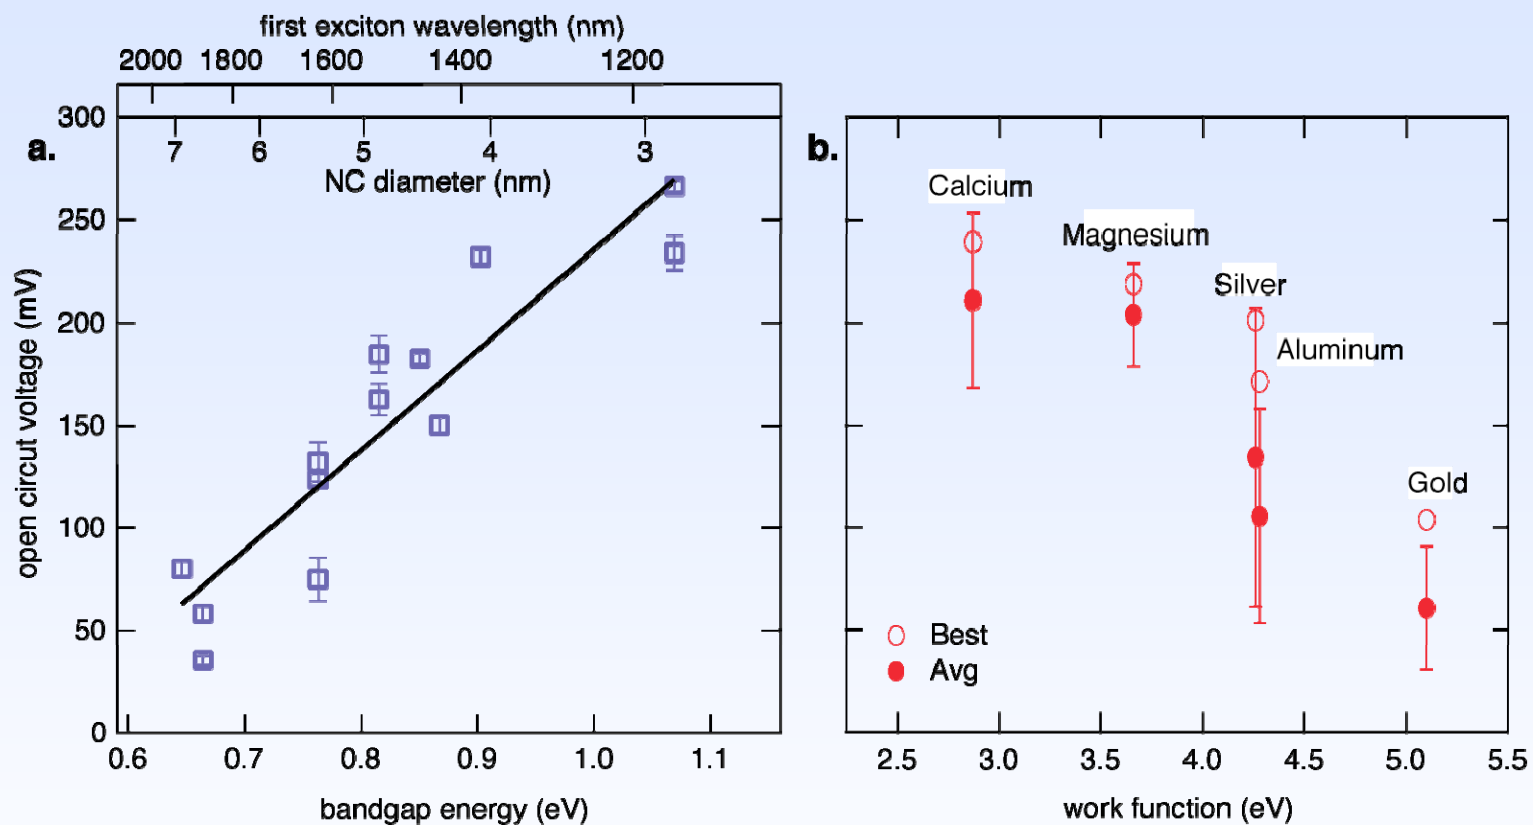 first exciton wavelength (nm)
2000 1800 1600 1400 1200
300
a.
7 6 5 4 3
NC diameter (nm)
250
200
150
100
50
0
open circut voltage (mV)
0.6 0.7 0.8 0.9 1.0 1.1
bandgap energy (eV)
b.
Calcium
Magnesium
Silver
Aluminum
Gold
Best
Avg
2.5 3.0 3.5 4.0 4.5 5.0 5.5
work function (eV)